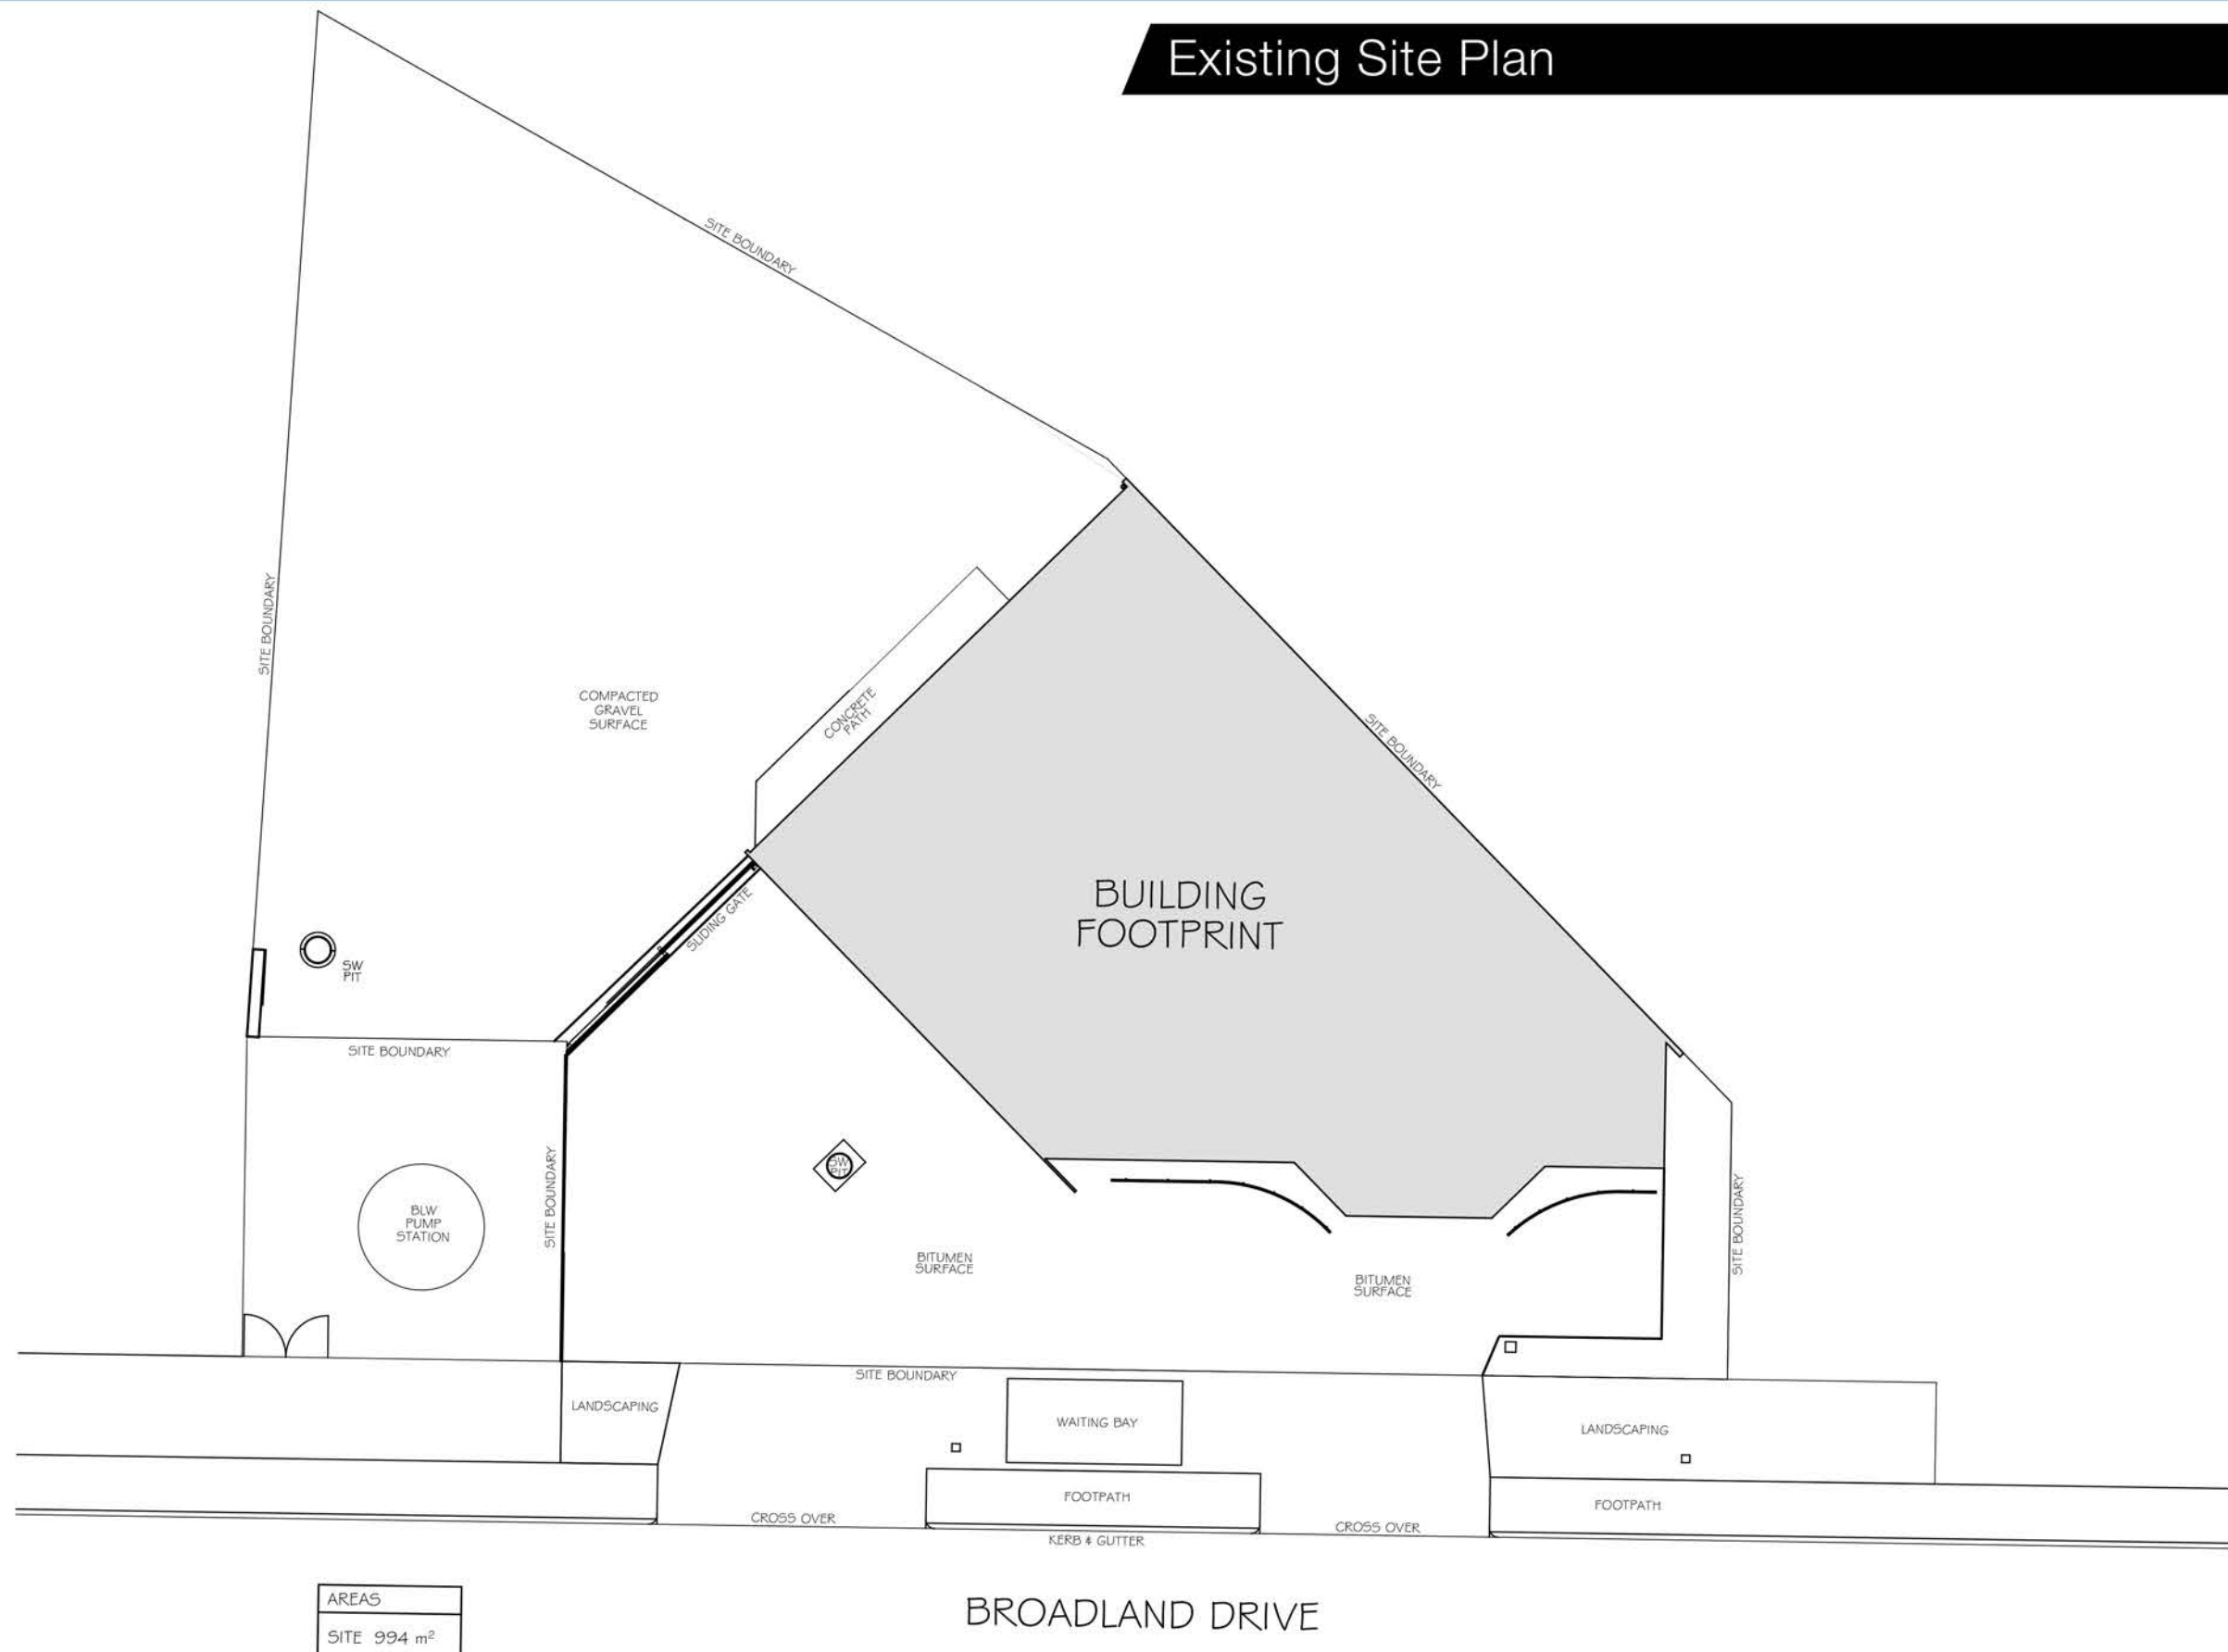 Existing Site Plan
SITE BOUNDARY
SITE BOUNDARY
COMPACTED
GRAVEL
SURFACE
CONCRETE
PATH
SITE BOUNDARY
BUILDING
FOOTPRINT
SLIDING GATE
SW
PIT
SITE BOUNDARY
SW
PIT
SITE BOUNDARY
BLW
PUMP
STATION
BITUMEN
SURFACE
BITUMEN
SURFACE
SITE BOUNDARY
SITE BOUNDARY
LANDSCAPING
WAITING BAY
LANDSCAPING
FOOTPATH
FOOTPATH
CROSS OVER
CROSS OVER
KERB & GUTTER
AREAS
SITE 994 m²
BROADLAND DRIVE